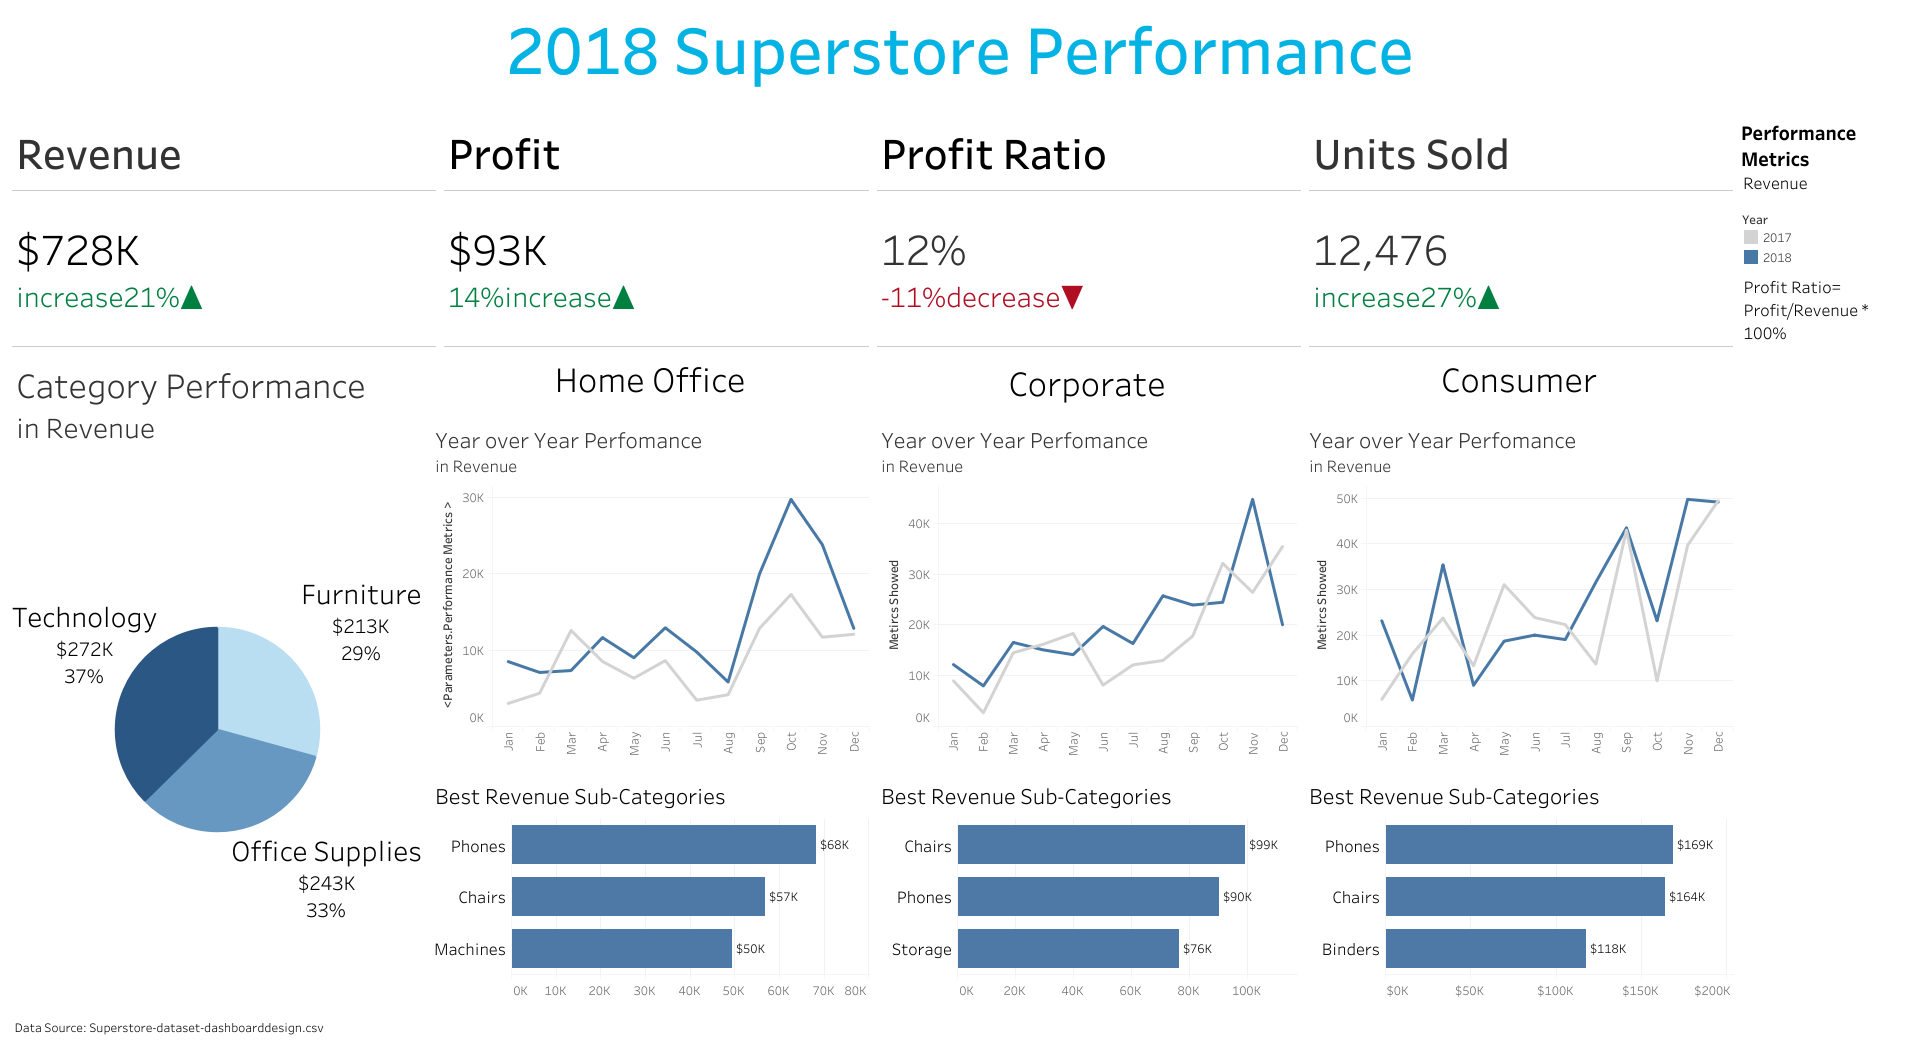 2018 Superstore Performance
Revenue
$728K
increase21%▲
Profit
$93K
14%increase▲
Profit Ratio
12%
-11%decrease▼
Units Sold
12,476
increase27%▲
Performance
Metrics
Revenue
Year
2017
2018
Profit Ratio=
Profit/Revenue *
100%
Category Performance
in Revenue
Technology
$272K
37%
Furniture
$213K
29%
Office Supplies
$243K
33%
Home Office
Year over Year Perfomance
in Revenue
<Parameters.Performance Metrics >
30K
20K
10K
0K
Jan Feb Mar Apr May Jun Jul Aug Sep Oct Nov Dec
Best Revenue Sub-Categories
Phones $68K
Chairs $57K
Machines $50K
0K 10K 20K 30K 40K 50K 60K 70K 80K
Corporate
Year over Year Perfomance
in Revenue
Metircs Showed
40K
30K
20K
10K
0K
Jan Feb Mar Apr May Jun Jul Aug Sep Oct Nov Dec
Best Revenue Sub-Categories
Chairs $99K
Phones $90K
Storage $76K
0K 20K 40K 60K 80K 100K
Consumer
Year over Year Perfomance
in Revenue
Metircs Showed
50K
40K
30K
20K
10K
0K
Jan Feb Mar Apr May Jun Jul Aug Sep Oct Nov Dec
Best Revenue Sub-Categories
Phones $169K
Chairs $164K
Binders $118K
$0K $50K $100K $150K $200K
Data Source: Superstore-dataset-dashboarddesign.csv